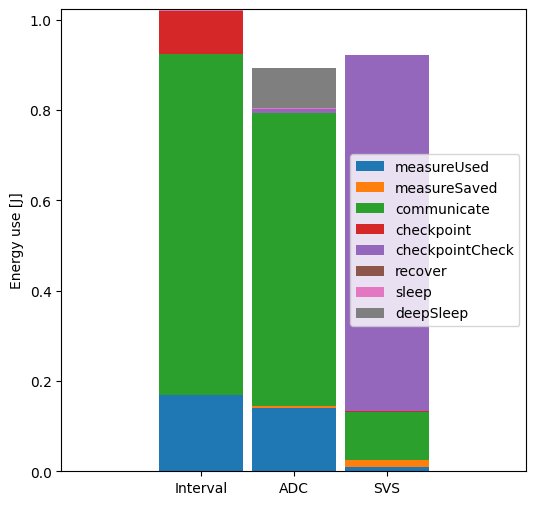 Energy use [J]
1.0
0.8
0.6
0.4
0.2
0.0
Interval
ADC
SVS
measureUsed
measureSaved
communicate
checkpoint
checkpointCheck
recover
sleep
deepSleep